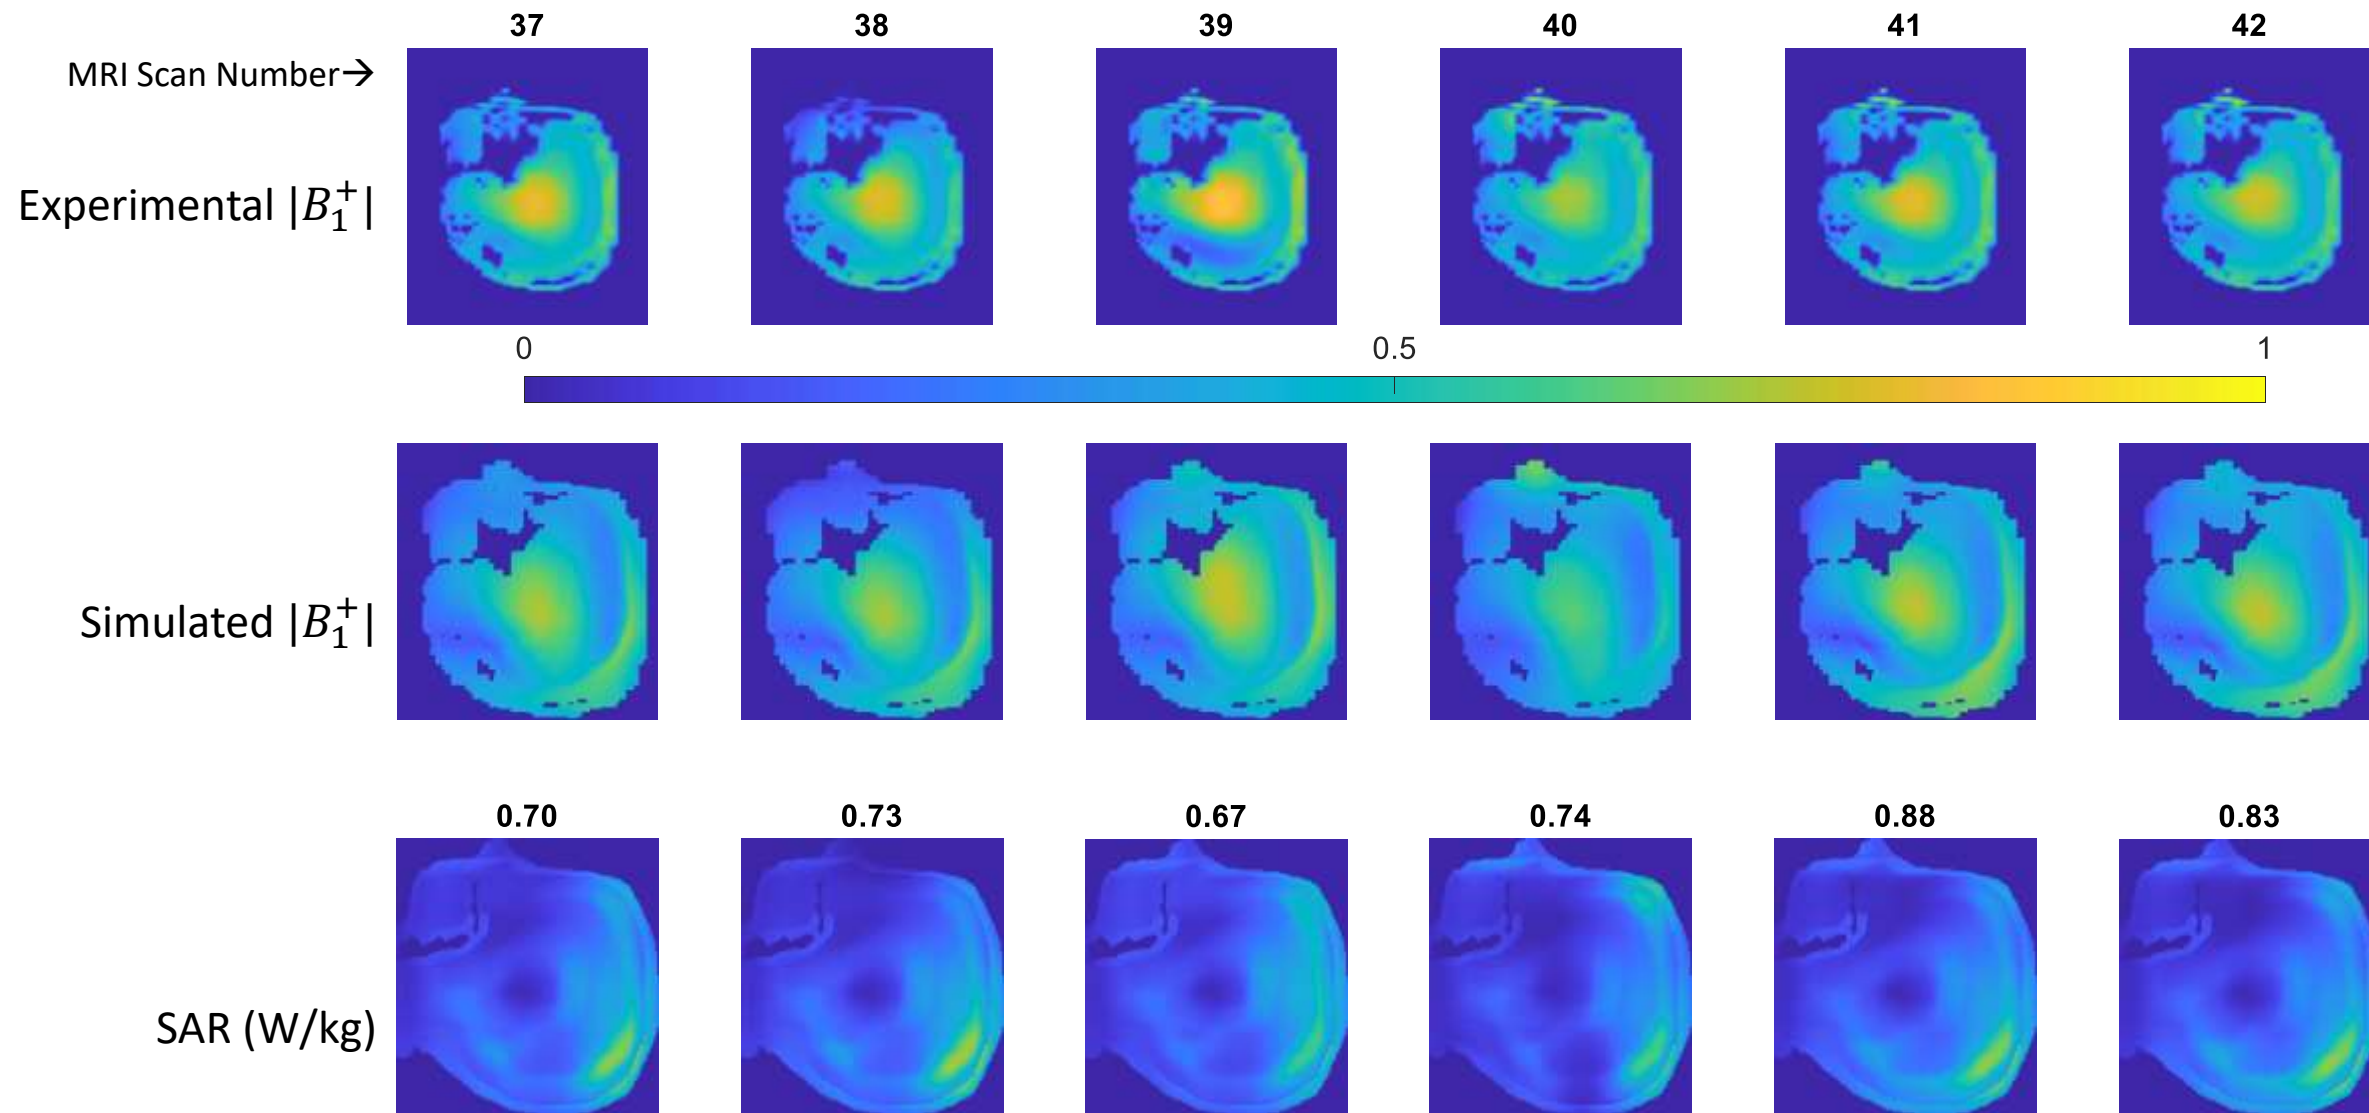 37 38 39 40 41 42
MRI Scan Number→
Experimental |B₁⁺|
0 0.5 1
Simulated |B₁⁺|
0.70 0.73 0.67 0.74 0.88 0.83
SAR (W/kg)